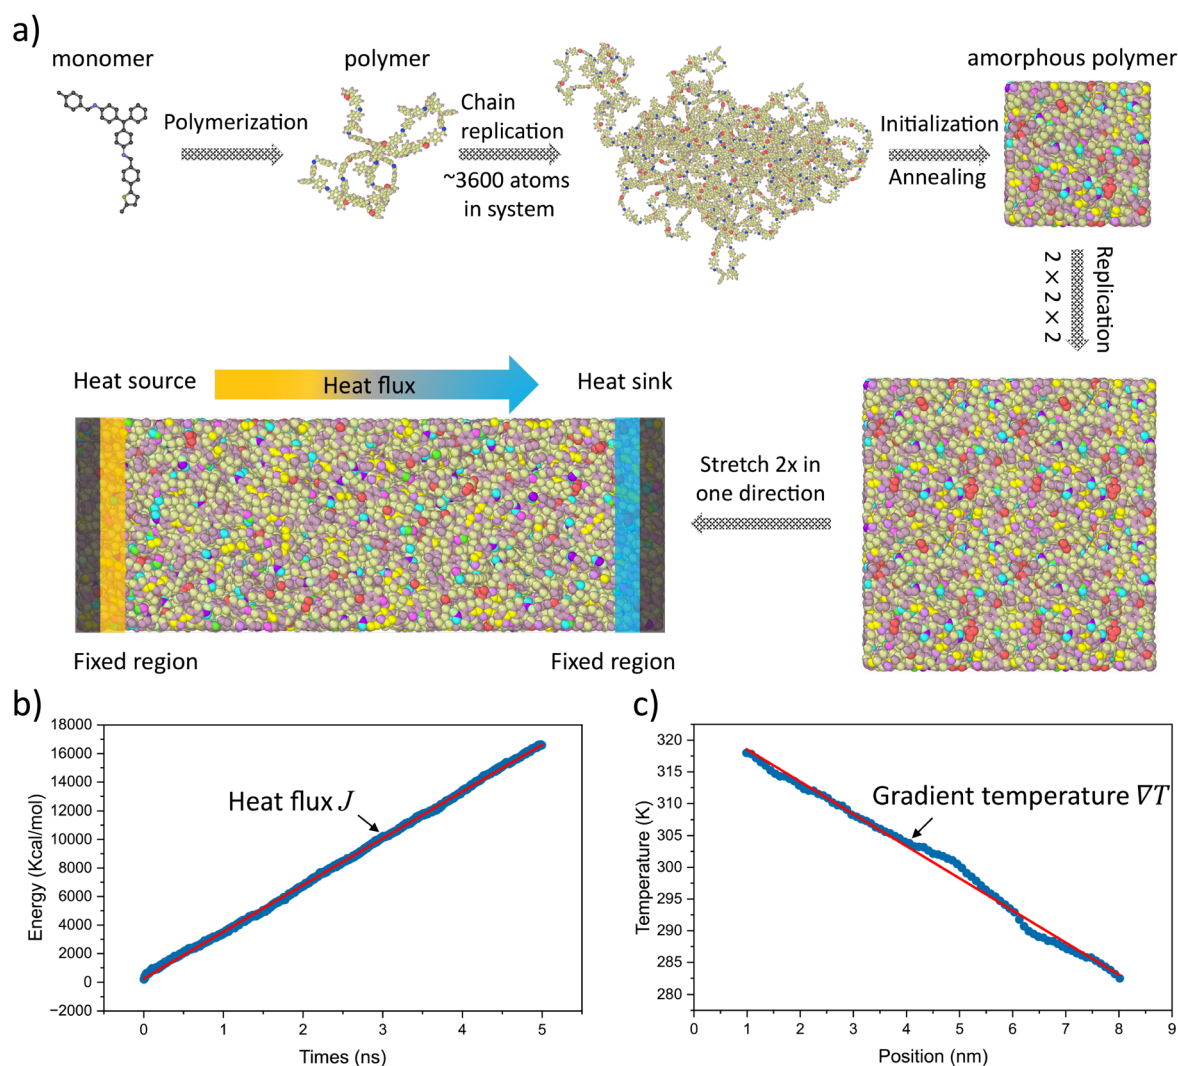 a)
monomer
Polymerization
polymer
Chain
replication
~3600 atoms
in system
Initialization
Annealing
amorphous polymer
Replication
2 × 2 × 2
Heat source
Heat flux
Heat sink
Stretch 2x in
one direction
Fixed region
Fixed region
b)
18000
16000
14000
12000
10000
8000
6000
4000
2000
0
−2000
Energy (Kcal/mol)
Heat flux J
0
1
2
3
4
5
Times (ns)
c)
320
315
310
305
300
295
290
285
280
Temperature (K)
Gradient temperature ∇T
0
1
2
3
4
5
6
7
8
9
Position (nm)